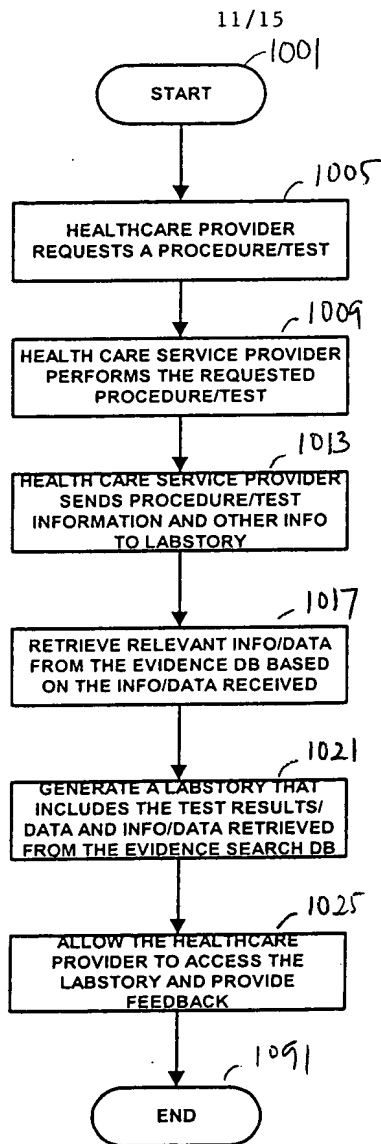 11/15
1001
START
1005
HEALTHCARE PROVIDER
REQUESTS A PROCEDURE/TEST
1009
HEALTH CARE SERVICE PROVIDER
PERFORMS THE REQUESTED
PROCEDURE/TEST
1013
HEALTH CARE SERVICE PROVIDER
SENDS PROCEDURE/TEST
INFORMATION AND OTHER INFO
TO LABSTORY
1017
RETRIEVE RELEVANT INFO/DATA
FROM THE EVIDENCE DB BASED
ON THE INFO/DATA RECEIVED
1021
GENERATE A LABSTORY THAT
INCLUDES THE TEST RESULTS/
DATA AND INFO/DATA RETRIEVED
FROM THE EVIDENCE SEARCH DB
1025
ALLOW THE HEALTHCARE
PROVIDER TO ACCESS THE
LABSTORY AND PROVIDE
FEEDBACK
1091
END